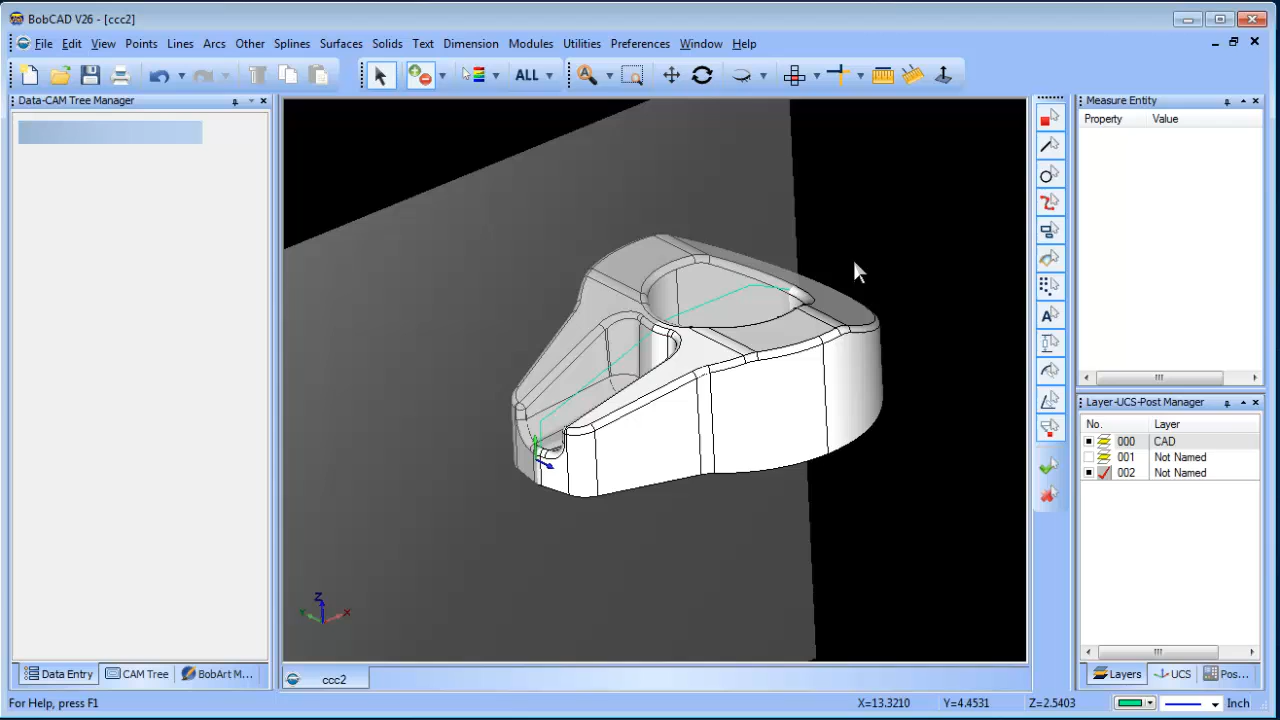 BobCAD V26 - [ccc2]
File Edit View Points Lines Arcs Other Splines Surfaces Solids Text Dimension Modules Utilities Preferences Window Help
ALL
Data-CAM Tree Manager
Measure Entity
Property Value
A
Layer-UCS-Post Manager
No. Layer
000 CAD
001 Not Named
002 Not Named
Z
Y X
Data Entry CAM Tree BobArt M...
ccc2
Layers UCS Pos...
For Help, press F1
X=13.3210 Y=4.4531 Z=2.5403 Inch